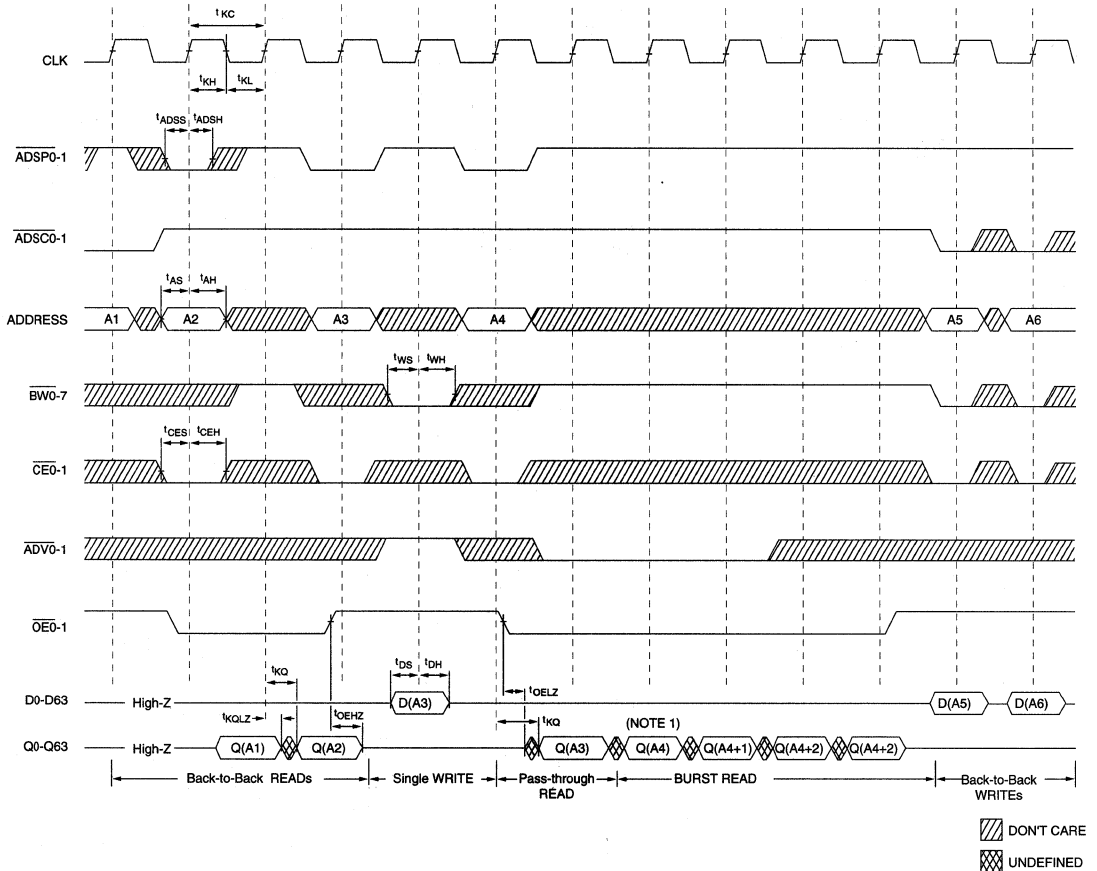 tKC
CLK
tKH tKL
tADSS tADSH
ADSP0-1
ADSC0-1
tAS tAH
ADDRESS A1 A2 A3 A4 A5 A6
tWS tWH
BW0-7
tCES tCEH
CE0-1
ADV0-1
OE0-1
tKQ tDS tDH
tOELZ
D0-D63 High-Z D(A3) D(A5) D(A6)
tKQLZ tOEHZ tKQ (NOTE 1)
Q0-Q63 High-Z Q(A1) Q(A2) Q(A3) Q(A4) Q(A4+1) Q(A4+2) Q(A4+2)
Back-to-Back READs Single WRITE Pass-through BURST READ Back-to-Back
READ WRITEs
DON'T CARE
UNDEFINED